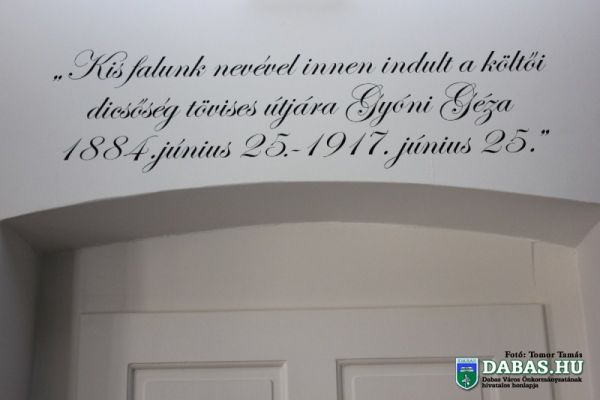 „Kis falunk nevével innen indult a költői
dicsőség tövises útjára Gyóni Géza
1884. június 25.-1917. június 25.”
Fotó: Tomor Tamás
DABAS
DABAS.HU
Dabas Város Önkormányzatának
hivatalos honlapja